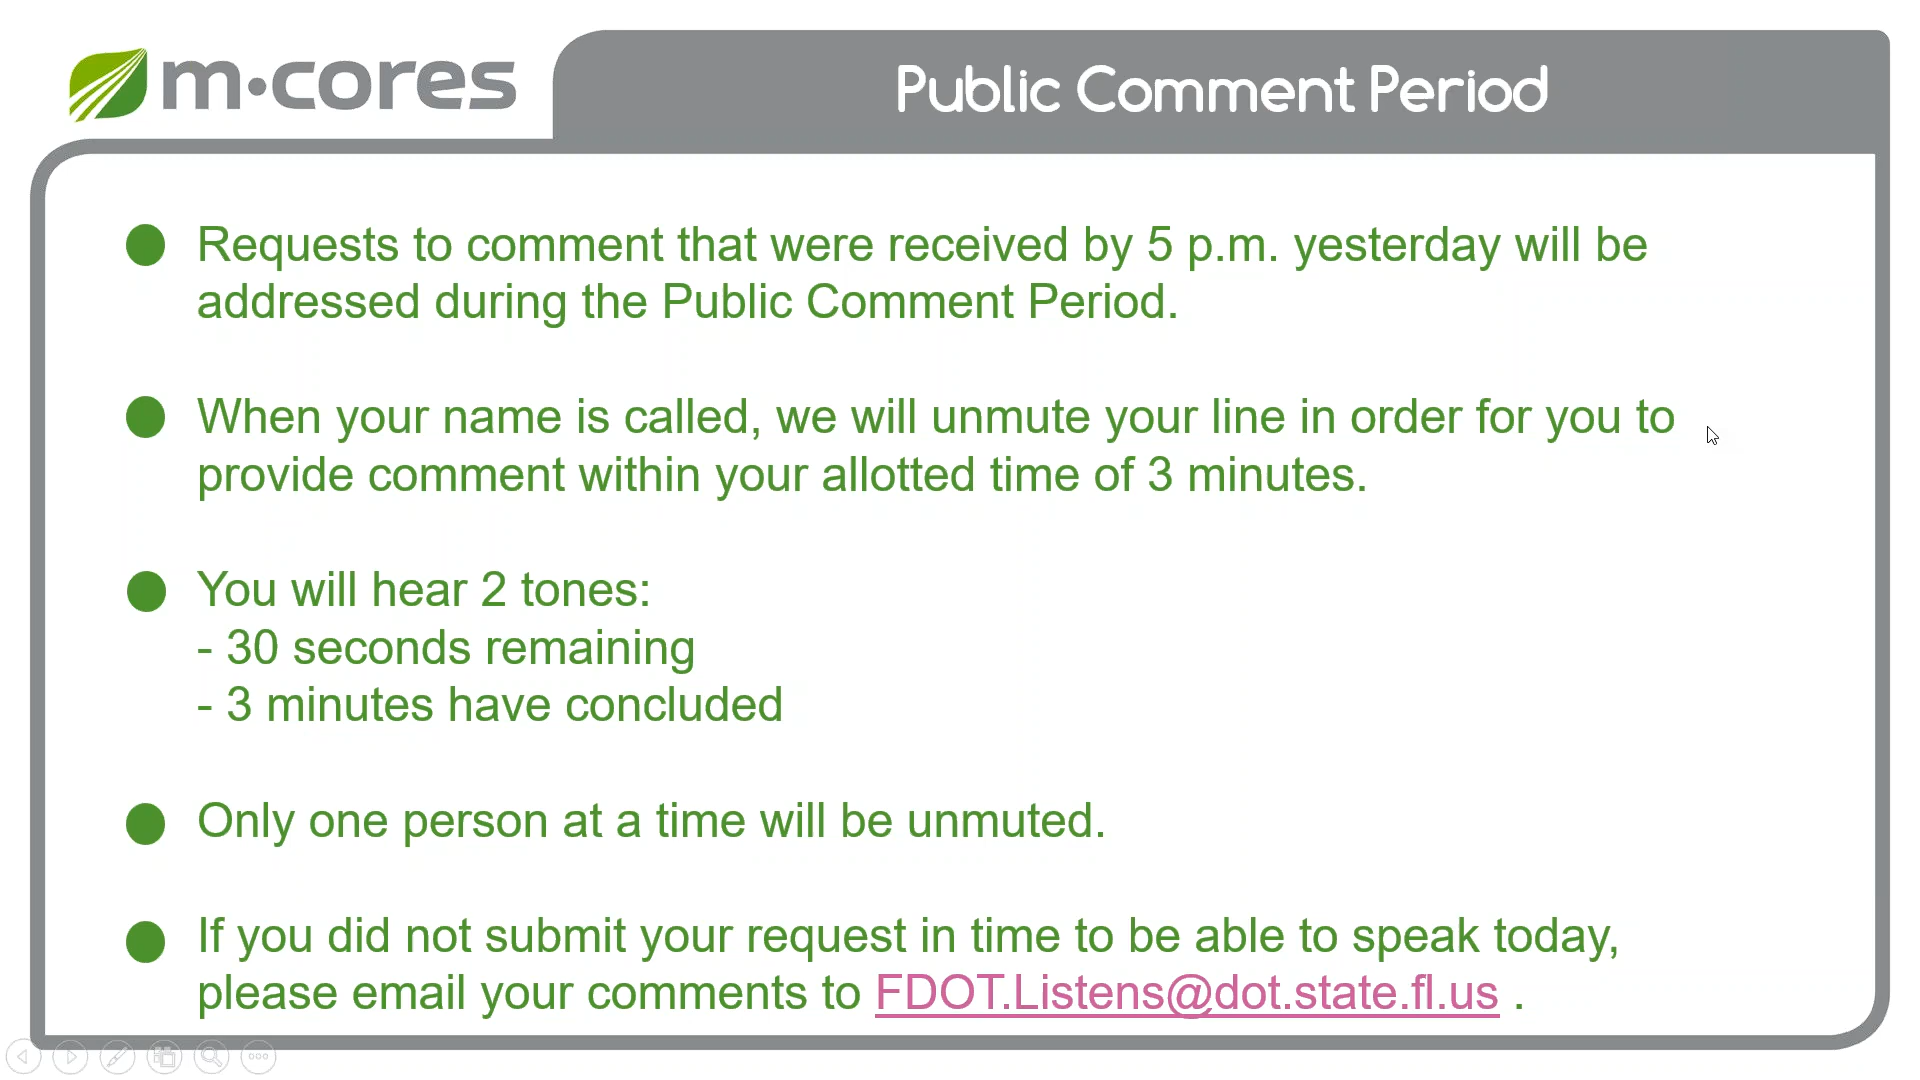 m·cores
Public Comment Period
Requests to comment that were received by 5 p.m. yesterday will be
addressed during the Public Comment Period.
When your name is called, we will unmute your line in order for you to
provide comment within your allotted time of 3 minutes.
You will hear 2 tones:
- 30 seconds remaining
- 3 minutes have concluded
Only one person at a time will be unmuted.
If you did not submit your request in time to be able to speak today,
please email your comments to FDOT.Listens@dot.state.fl.us .